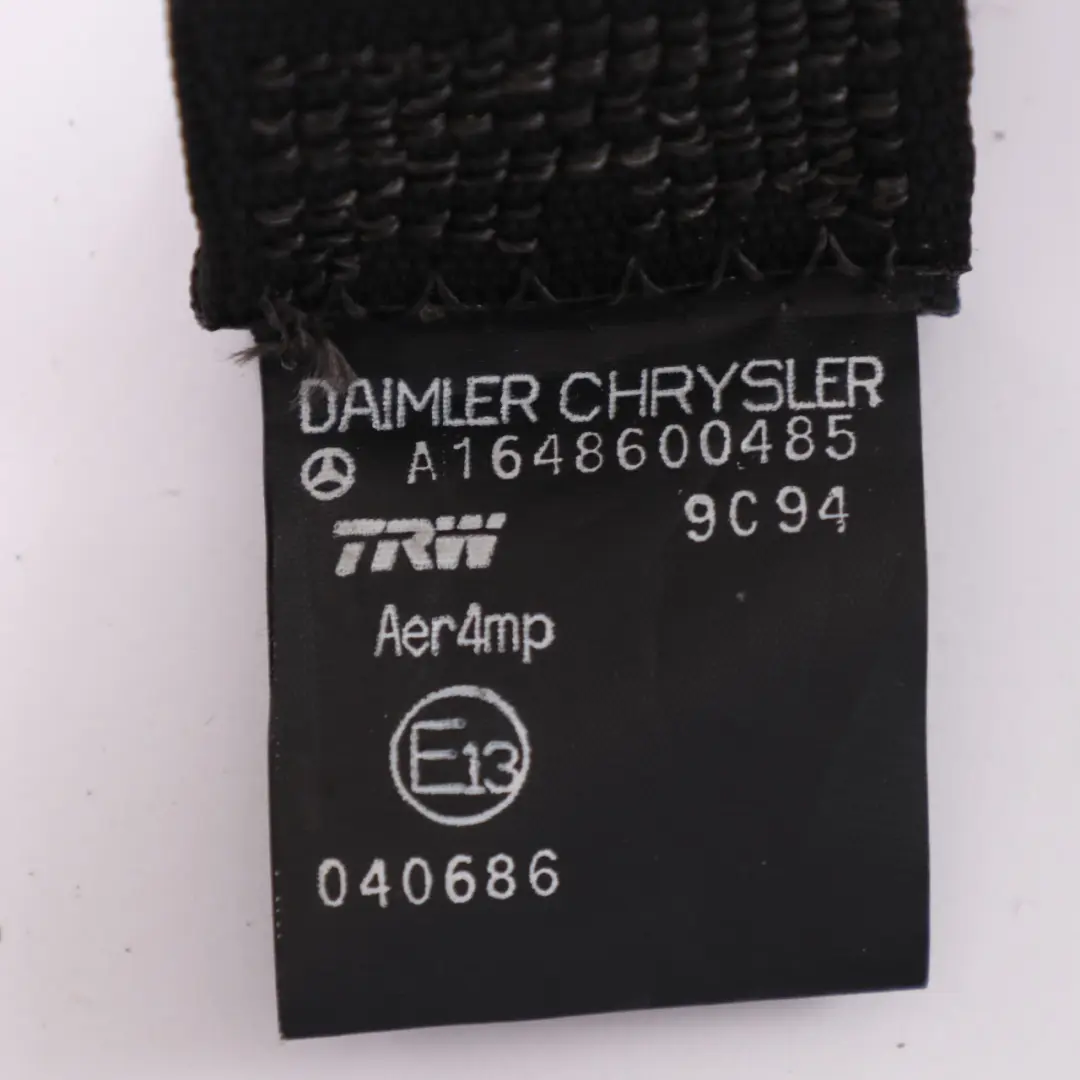 DAIMLER CHRYSLER
A1648600485
9C94
TRW
Aer4mp
E13
040686